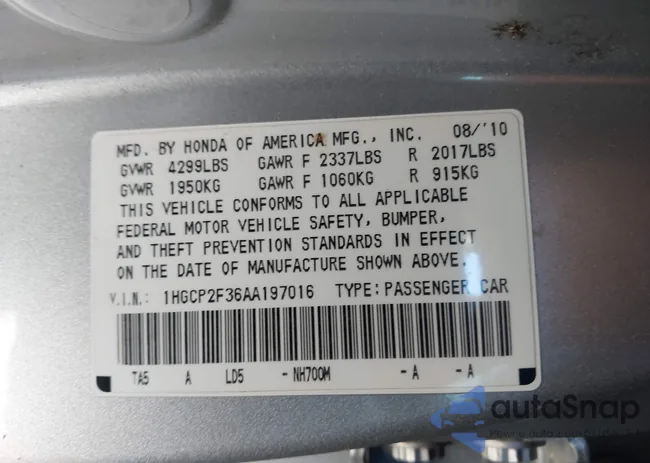 MFD. BY HONDA OF AMERICA MFG., INC. 08/'10
GVWR 4299LBS GAWR F 2337LBS R 2017LBS
GVWR 1950KG GAWR F 1060KG R 915KG
THIS VEHICLE CONFORMS TO ALL APPLICABLE
FEDERAL MOTOR VEHICLE SAFETY, BUMPER,
AND THEFT PREVENTION STANDARDS IN EFFECT
ON THE DATE OF MANUFACTURE SHOWN ABOVE.
V.I.N.: 1HGCP2F36AA197016 TYPE: PASSENGER CAR
TA5 A LD5 - NH700M - A - A
autaSnap